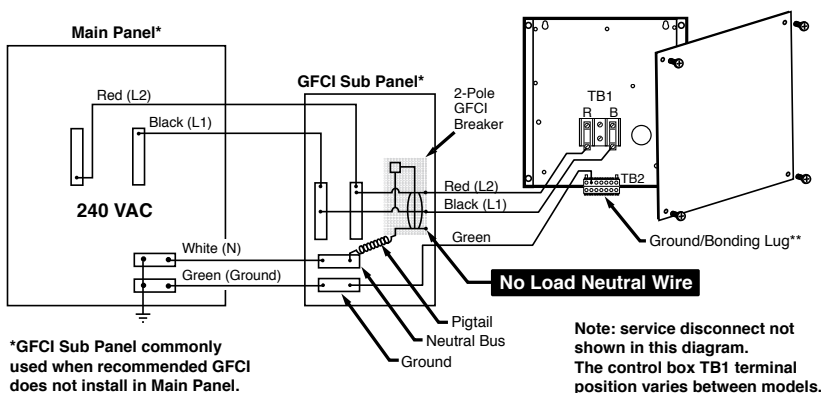 Main Panel*
Red (L2)
Black (L1)
240 VAC
White (N)
Green (Ground)
GFCI Sub Panel*
2-Pole
GFCI
Breaker
Red (L2)
Black (L1)
Green
TB1
R B
TB2
Ground/Bonding Lug**
No Load Neutral Wire
Pigtail
Neutral Bus
Ground
*GFCI Sub Panel commonly
used when recommended GFCI
does not install in Main Panel.
Note: service disconnect not
shown in this diagram.
The control box TB1 terminal
position varies between models.